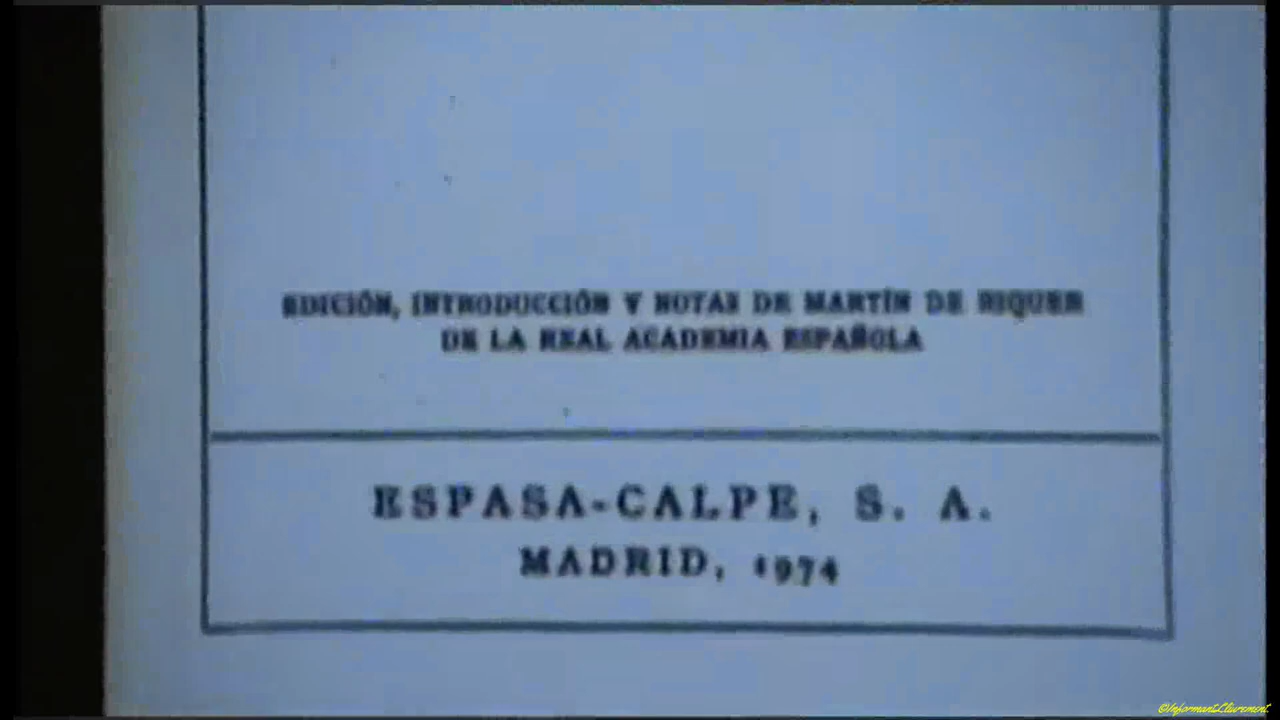 EDICIÓN, INTRODUCCIÓN Y NOTAS DE MARTÍN DE RIQUER
DE LA REAL ACADEMIA ESPAÑOLA
ESPASA-CALPE, S. A.
MADRID, 1974